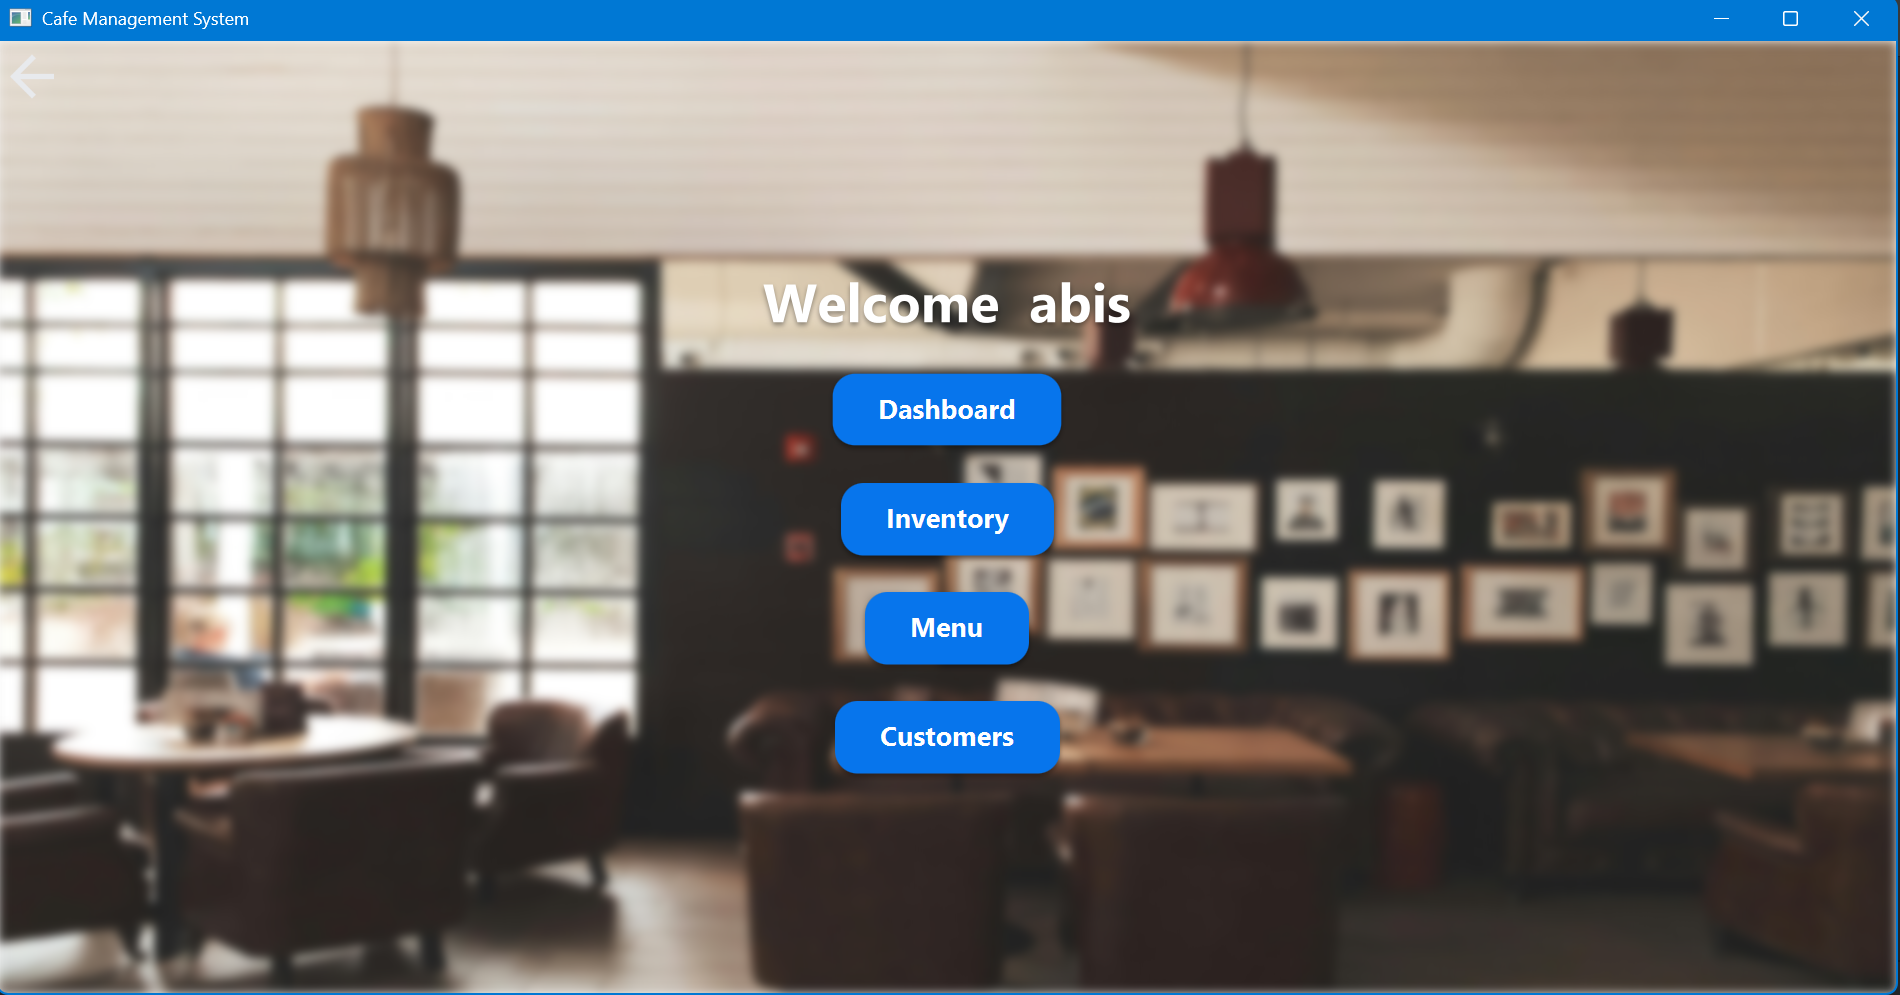 Cafe Management System
Welcome  abis
Dashboard
Inventory
Menu
Customers